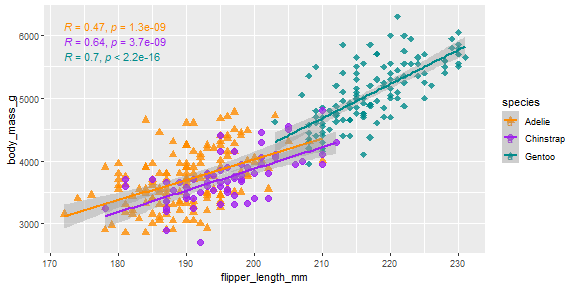 R = 0.47, p = 1.3e-09
R = 0.64, p = 3.7e-09
R = 0.7, p < 2.2e-16
6000
5000
4000
3000
body_mass_g
170 180 190 200 210 220 230
flipper_length_mm
species
Adelie
Chinstrap
Gentoo